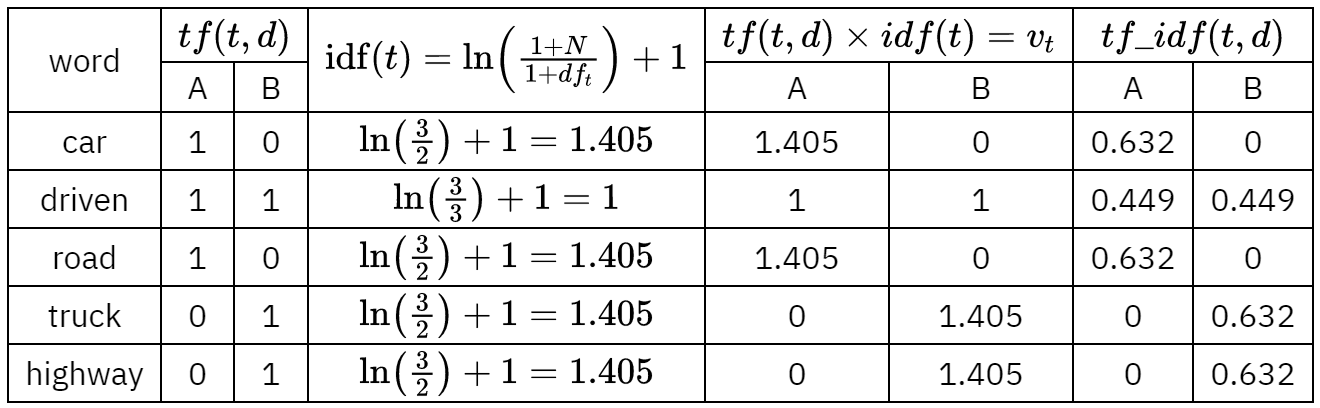 word tf(t,d) idf(t) = ln(1+N / 1+df_t) + 1 tf(t,d) × idf(t) = v_t tf_idf(t,d)
A B A B A B
car 1 0 ln(3/2) + 1 = 1.405 1.405 0 0.632 0
driven 1 1 ln(3/3) + 1 = 1 1 1 0.449 0.449
road 1 0 ln(3/2) + 1 = 1.405 1.405 0 0.632 0
truck 0 1 ln(3/2) + 1 = 1.405 0 1.405 0 0.632
highway 0 1 ln(3/2) + 1 = 1.405 0 1.405 0 0.632